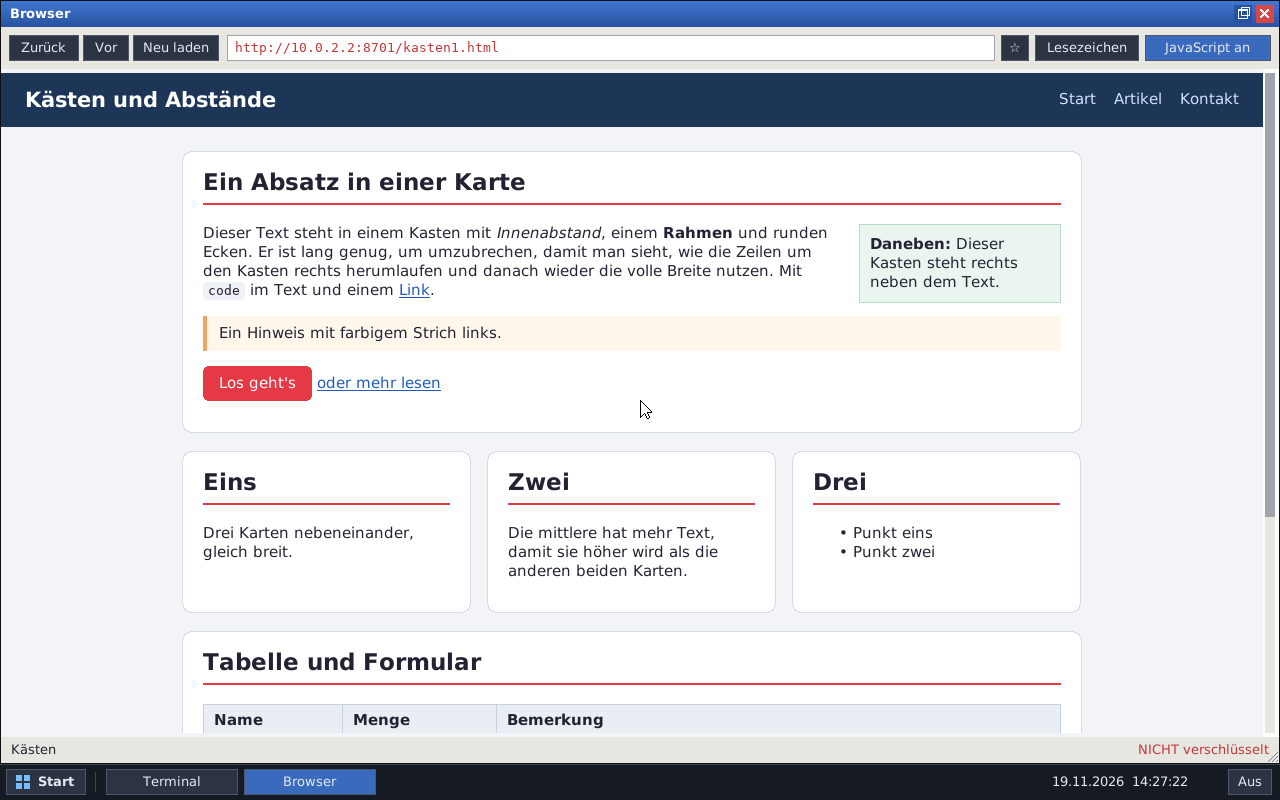 Browser
Zurück Vor Neu laden http://10.0.2.2:8701/kasten1.html ☆ Lesezeichen JavaScript an
Kästen und Abstände Start Artikel Kontakt
Ein Absatz in einer Karte
Dieser Text steht in einem Kasten mit Innenabstand, einem Rahmen und runden
Ecken. Er ist lang genug, um umzubrechen, damit man sieht, wie die Zeilen um
den Kasten rechts herumlaufen und danach wieder die volle Breite nutzen. Mit
code im Text und einem Link.
Daneben: Dieser
Kasten steht rechts
neben dem Text.
Ein Hinweis mit farbigem Strich links.
Los geht's oder mehr lesen
Eins
Drei Karten nebeneinander,
gleich breit.
Zwei
Die mittlere hat mehr Text,
damit sie höher wird als die
anderen beiden Karten.
Drei
• Punkt eins
• Punkt zwei
Tabelle und Formular
Name Menge Bemerkung
Kästen NICHT verschlüsselt
Start Terminal Browser 19.11.2026 14:27:22 Aus